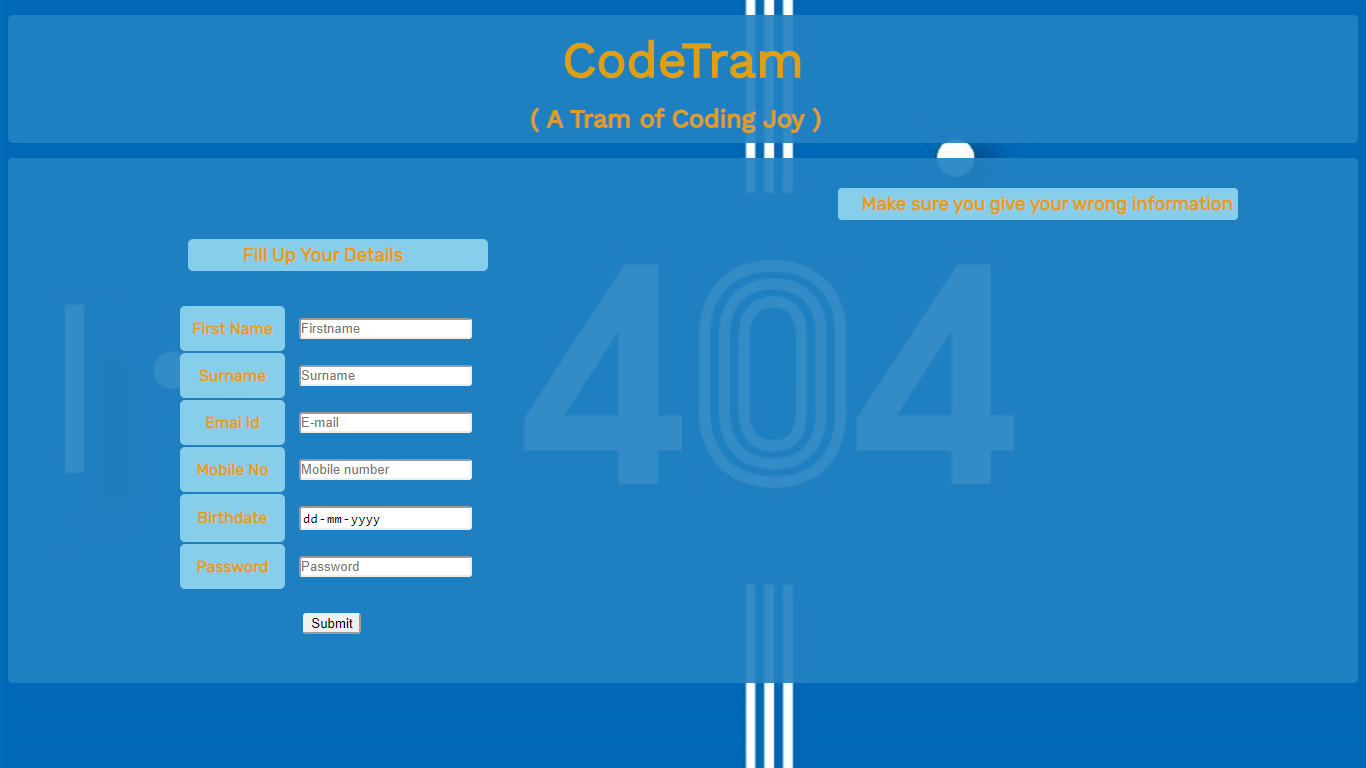 CodeTram
( A Tram of Coding Joy )
Make sure you give your wrong information
Fill Up Your Details
First Name Firstname
Surname Surname
Emai Id E-mail
404
Mobile No Mobile number
Birthdate dd-mm-yyyy
Password Password
Submit